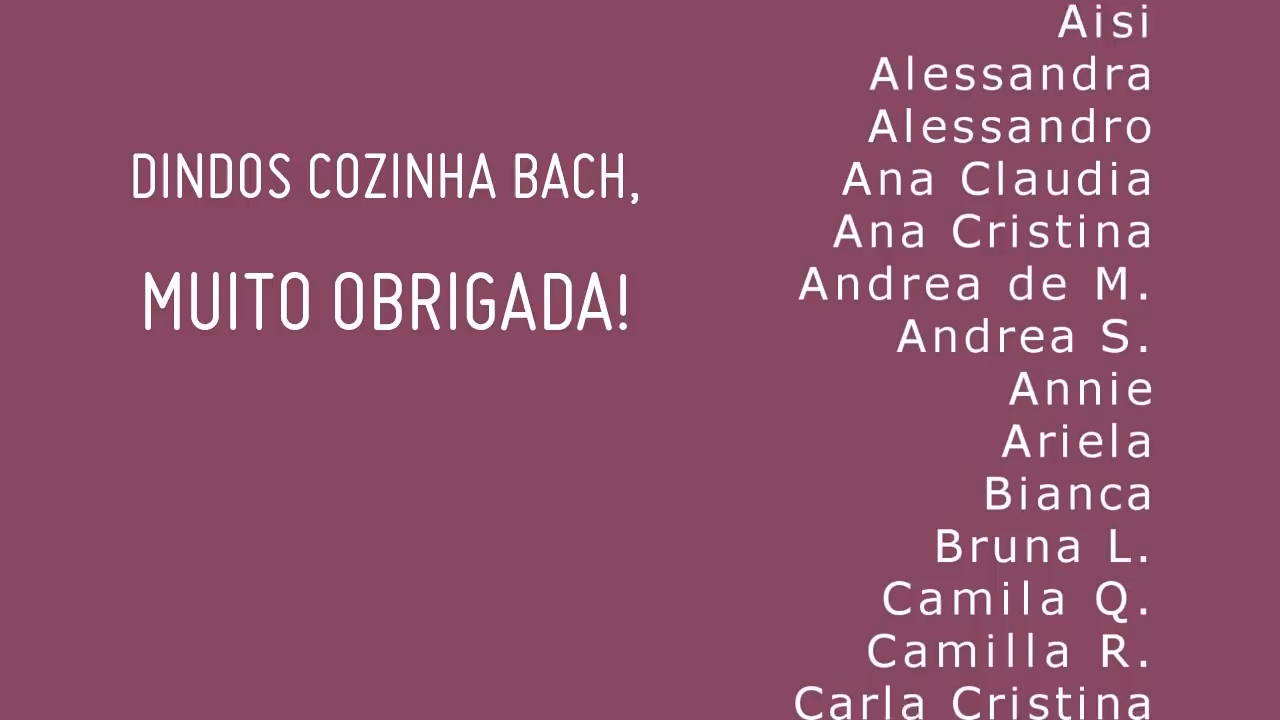 DINDOS COZINHA BACH,
MUITO OBRIGADA!
Aisi
Alessandra
Alessandro
Ana Claudia
Ana Cristina
Andrea de M.
Andrea S.
Annie
Ariela
Bianca
Bruna L.
Camila Q.
Camilla R.
Carla Cristina